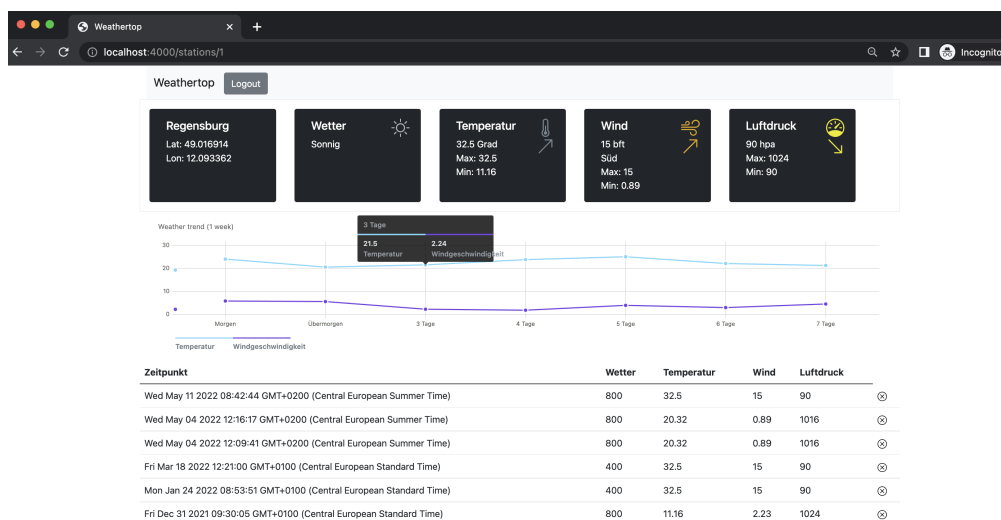 Weathertop
localhost:4000/stations/1
Incognito
Weathertop Logout
Regensburg
Lat: 49.016914
Lon: 12.093362
Wetter
Sonnig
Temperatur
32.5 Grad
Max: 32.5
Min: 11.16
Wind
15 bft
Süd
Max: 15
Min: 0.89
Luftdruck
90 hpa
Max: 1024
Min: 90
Weather trend (1 week)
3 Tage
21.5 2.24
Temperatur Windgeschwindigkeit
30
20
10
0
Morgen Übermorgen 3 Tage 4 Tage 5 Tage 6 Tage 7 Tage
Temperatur Windgeschwindigkeit
Zeitpunkt Wetter Temperatur Wind Luftdruck
Wed May 11 2022 08:42:44 GMT+0200 (Central European Summer Time) 800 32.5 15 90
Wed May 04 2022 12:16:17 GMT+0200 (Central European Summer Time) 800 20.32 0.89 1016
Wed May 04 2022 12:09:41 GMT+0200 (Central European Summer Time) 800 20.32 0.89 1016
Fri Mar 18 2022 12:21:00 GMT+0100 (Central European Standard Time) 400 32.5 15 90
Mon Jan 24 2022 08:53:51 GMT+0100 (Central European Standard Time) 400 32.5 15 90
Fri Dec 31 2021 09:30:05 GMT+0100 (Central European Standard Time) 800 11.16 2.23 1024